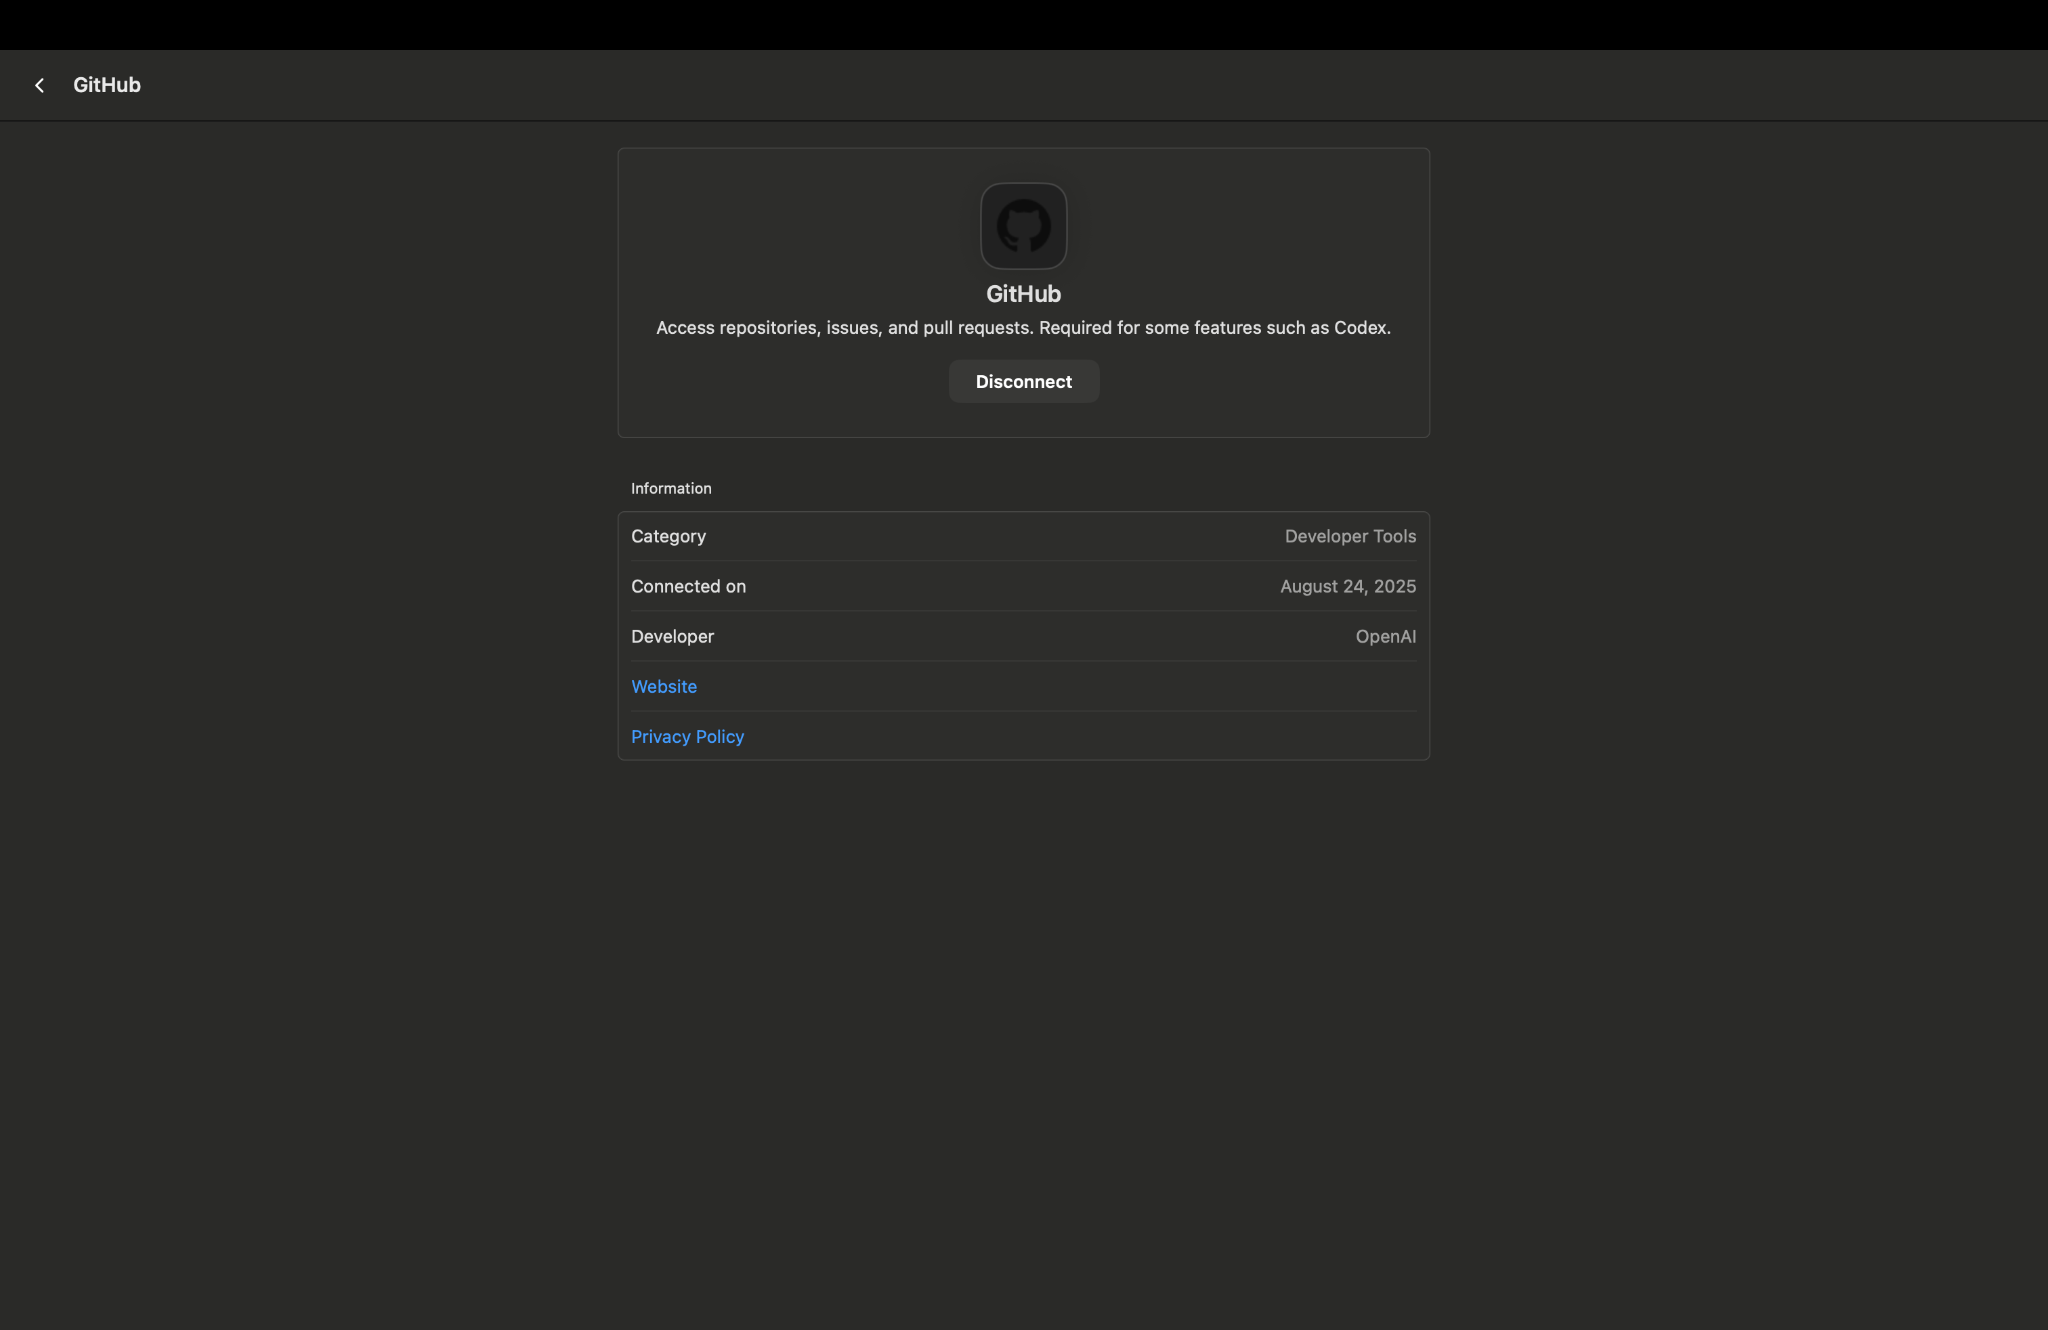 GitHub
GitHub
Access repositories, issues, and pull requests. Required for some features such as Codex.
Disconnect
Information
Category Developer Tools
Connected on August 24, 2025
Developer OpenAI
Website
Privacy Policy